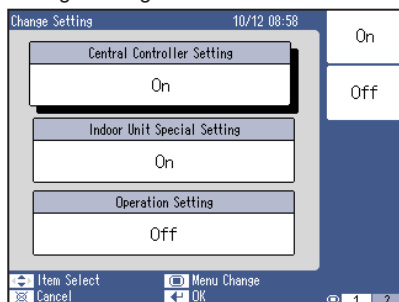 Change Setting 10/12 08:58
Central Controller Setting
On
Indoor Unit Special Setting
On
Operation Setting
Off
On
Off
Item Select Menu Change
Cancel OK
1 2